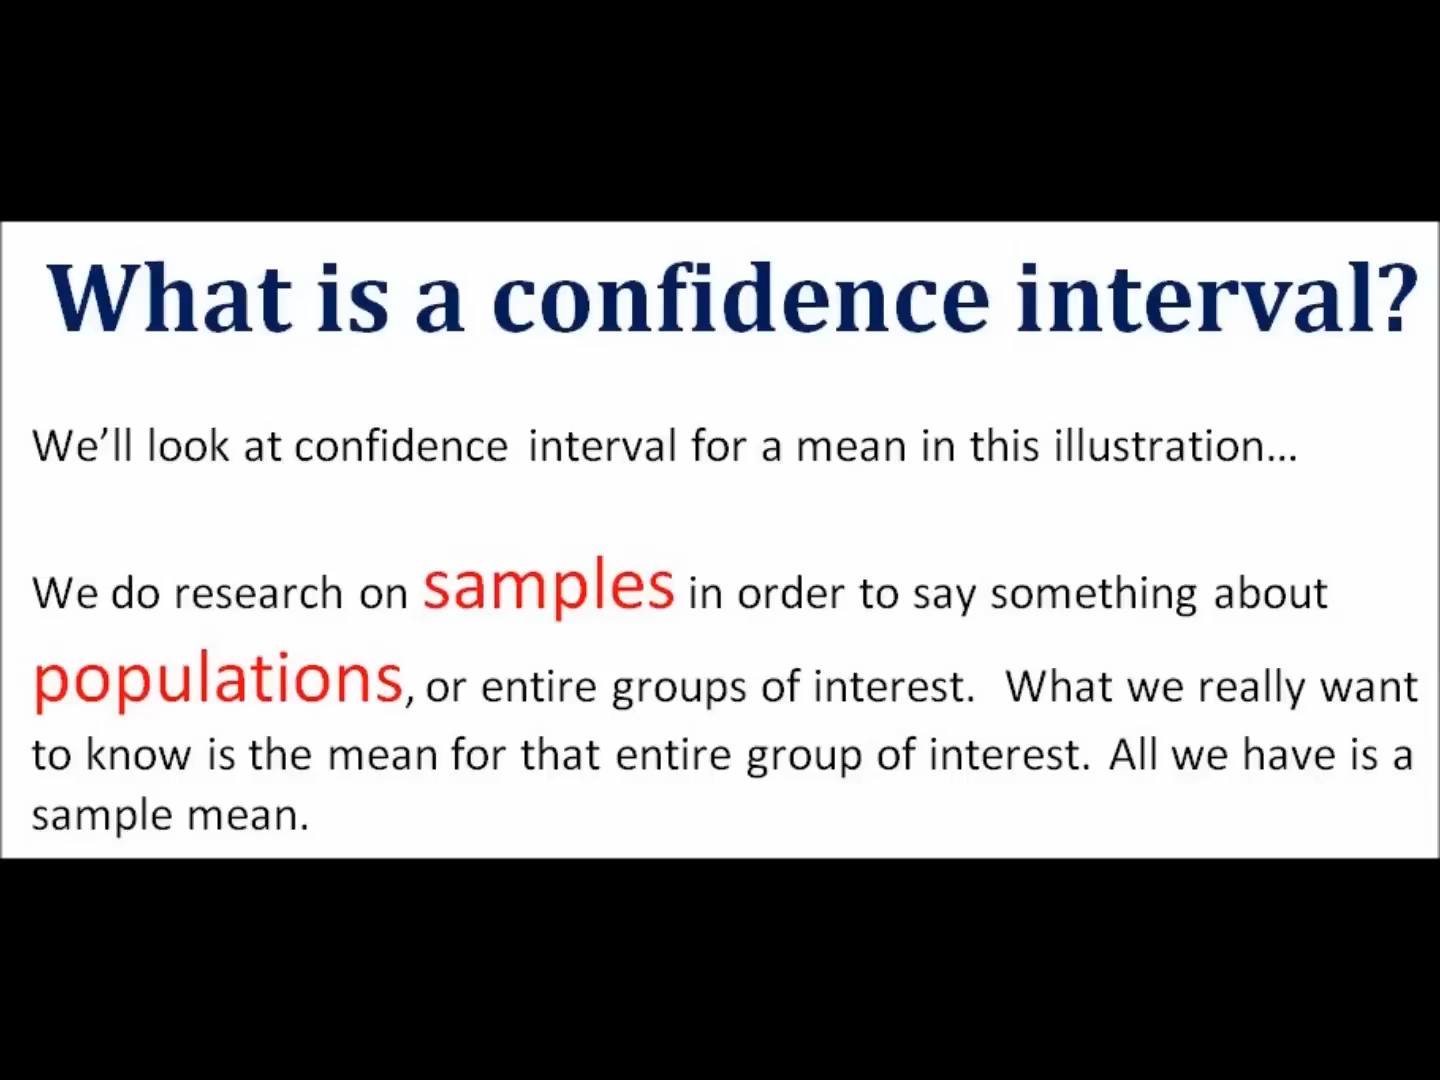 What is a confidence interval?
We’ll look at confidence interval for a mean in this illustration…
We do research on samples in order to say something about
populations, or entire groups of interest. What we really want
to know is the mean for that entire group of interest. All we have is a
sample mean.